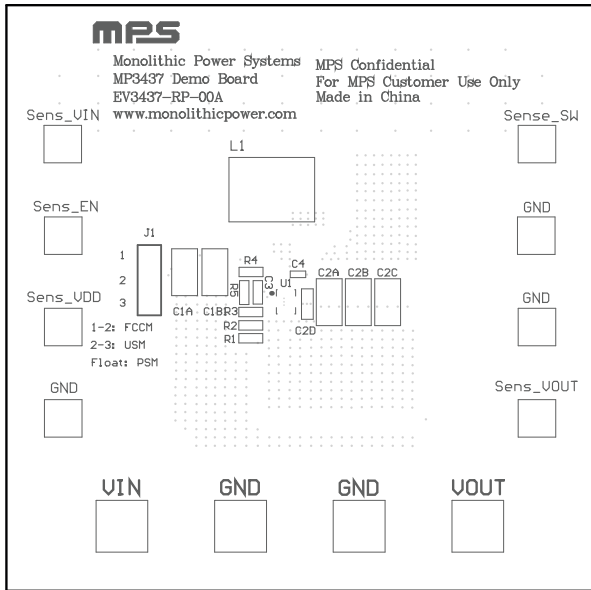 mPS
Monolithic Power Systems
MP3437 Demo Board
EV3437-RP-00A
www.monolithicpower.com
MPS Confidential
For MPS Customer Use Only
Made in China
Sens_VIN
Sense_SW
L1
Sens_EN
GND
J1
1
2
3
R4
C4
R5
C3
U1
C2A
C2B
C2C
C1A
C1B1
R3
R2
R1
C2D
Sens_VDD
GND
1-2: FCCM
2-3: USM
Float: PSM
GND
Sens_VOUT
VIN
GND
GND
VOUT